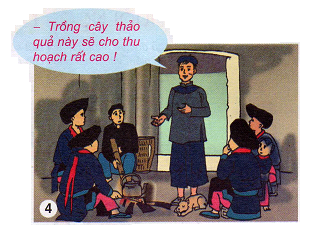 – Trồng cây thảo
quả này sẽ cho thu
hoạch rất cao !
4